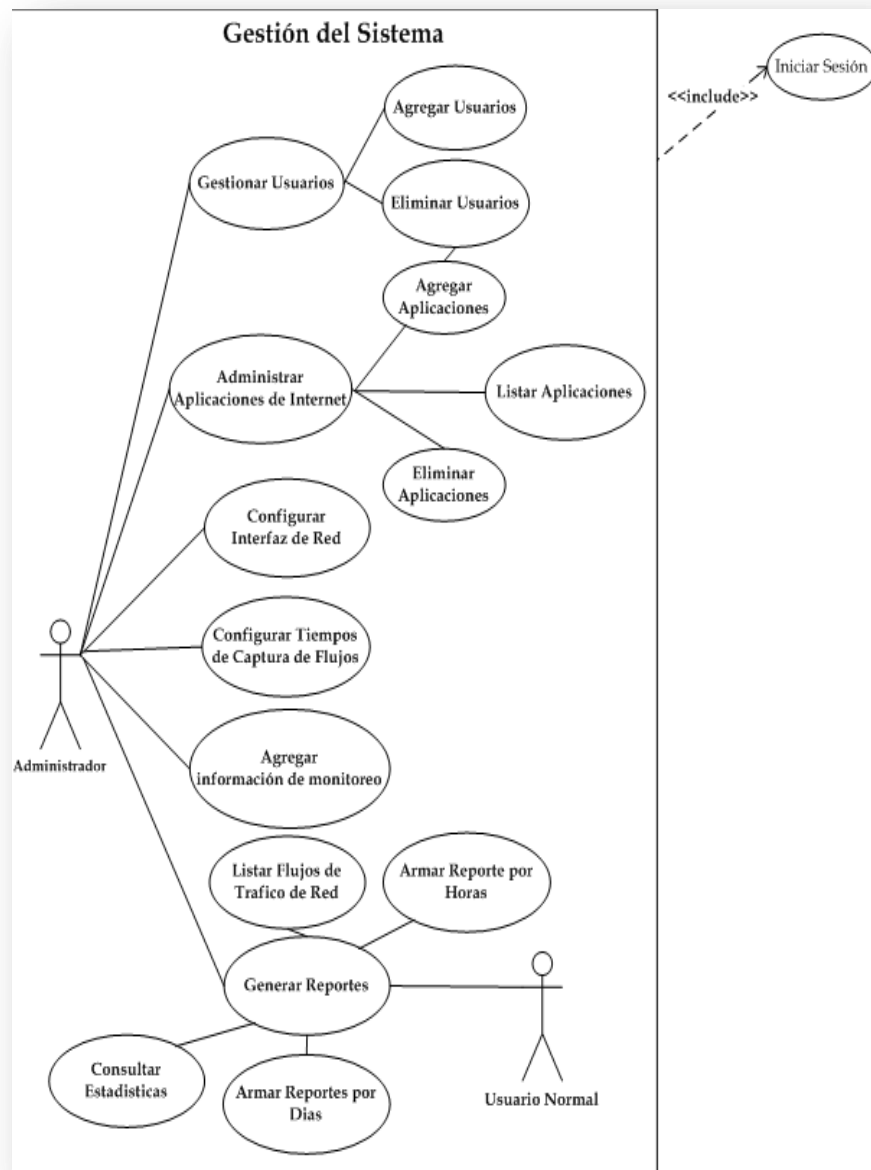 Gestión del Sistema
Iniciar Sesión
<<include>>
Agregar Usuarios
Gestionar Usuarios
Eliminar Usuarios
Agregar
Aplicaciones
Administrar
Aplicaciones de Internet
Listar Aplicaciones
Eliminar
Aplicaciones
Configurar
Interfaz de Red
Configurar Tiempos
de Captura de Flujos
Administrador
Agregar
información de monitoreo
Listar Flujos de
Trafico de Red
Armar Reporte por
Horas
Generar Reportes
Consultar
Estadisticas
Armar Reportes por
Dias
Usuario Normal